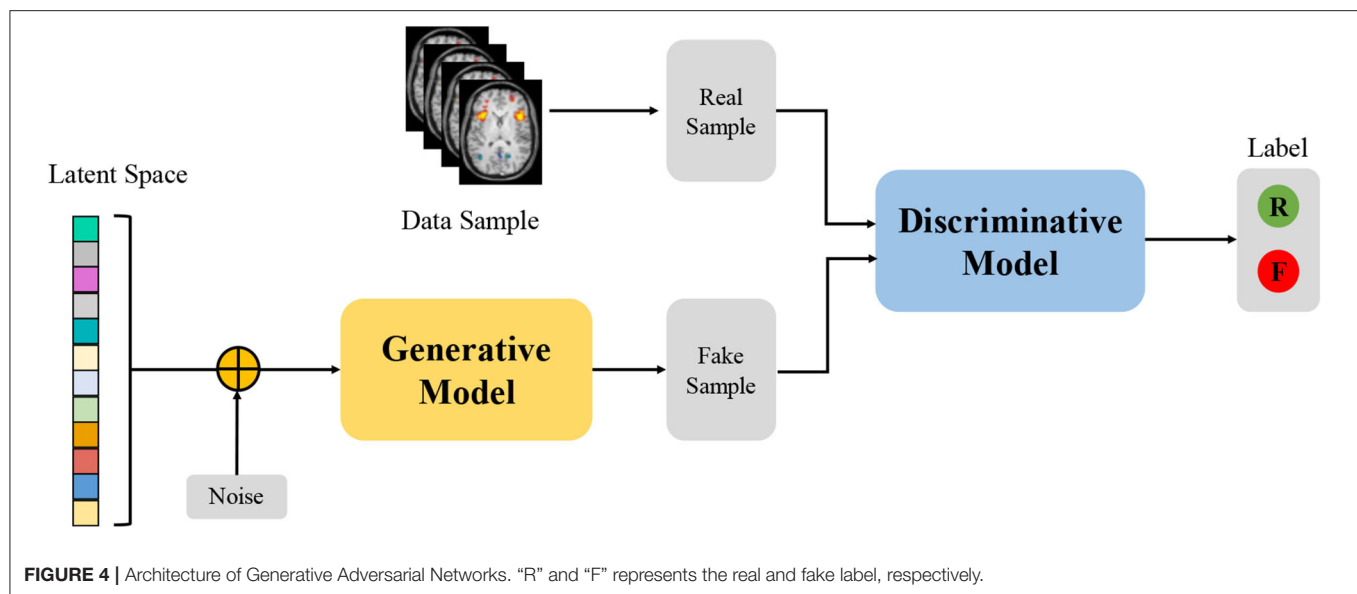 Latent Space
Data Sample
Real
Sample
Label
R
F
Discriminative
Model
Generative
Model
Fake
Sample
Noise
FIGURE 4 | Architecture of Generative Adversarial Networks. “R” and “F” represents the real and fake label, respectively.